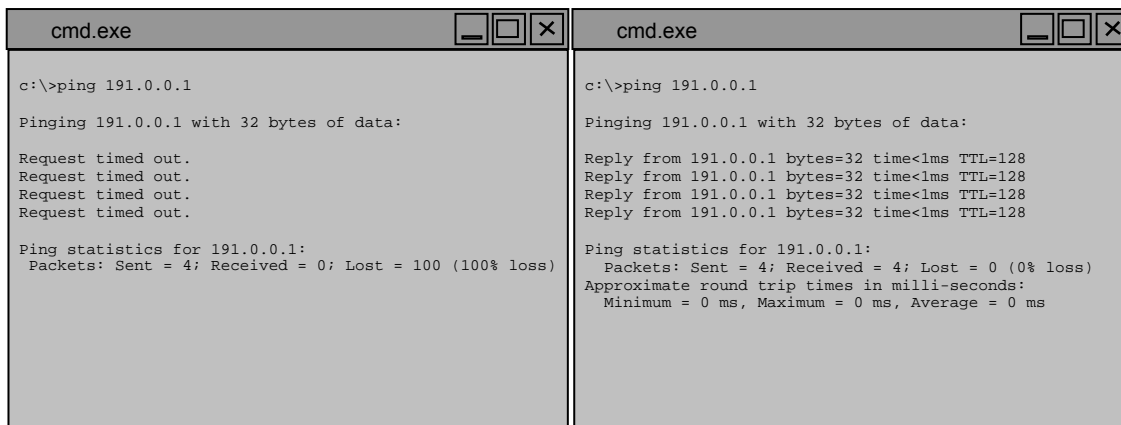 cmd.exe
c:\>ping 191.0.0.1
Pinging 191.0.0.1 with 32 bytes of data:
Request timed out.
Request timed out.
Request timed out.
Request timed out.
Ping statistics for 191.0.0.1:
Packets: Sent = 4; Received = 0; Lost = 100 (100% loss)
cmd.exe
c:\>ping 191.0.0.1
Pinging 191.0.0.1 with 32 bytes of data:
Reply from 191.0.0.1 bytes=32 time<1ms TTL=128
Reply from 191.0.0.1 bytes=32 time<1ms TTL=128
Reply from 191.0.0.1 bytes=32 time<1ms TTL=128
Reply from 191.0.0.1 bytes=32 time<1ms TTL=128
Ping statistics for 191.0.0.1:
Packets: Sent = 4; Received = 4; Lost = 0 (0% loss)
Approximate round trip times in milli-seconds:
Minimum = 0 ms, Maximum = 0 ms, Average = 0 ms